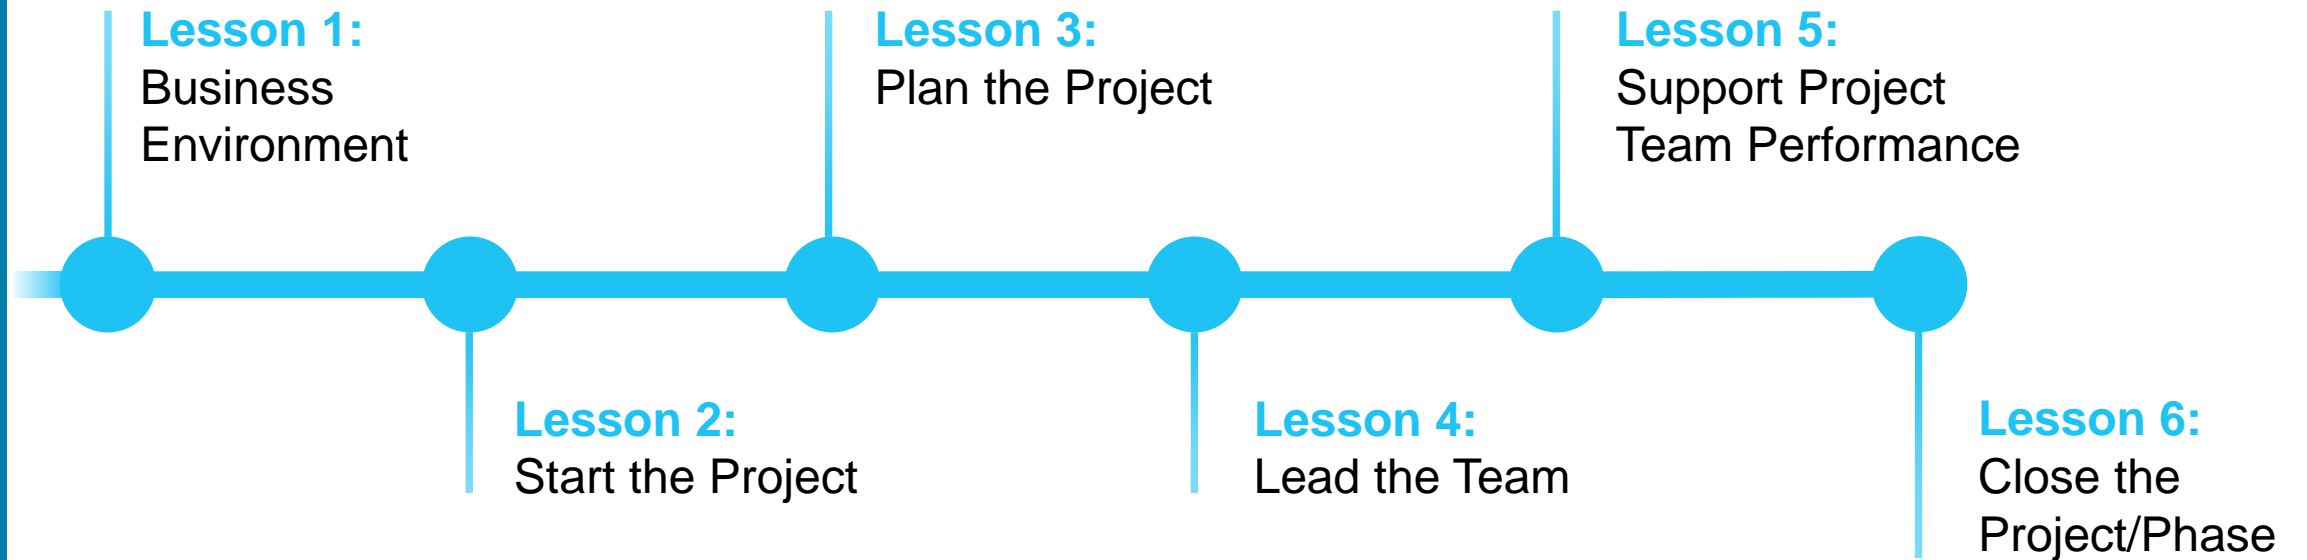 Lesson 1:
Business
Environment
Lesson 2:
Start the Project
Lesson 3:
Plan the Project
Lesson 4:
Lead the Team
Lesson 5:
Support Project
Team Performance
Lesson 6:
Close the
Project/Phase